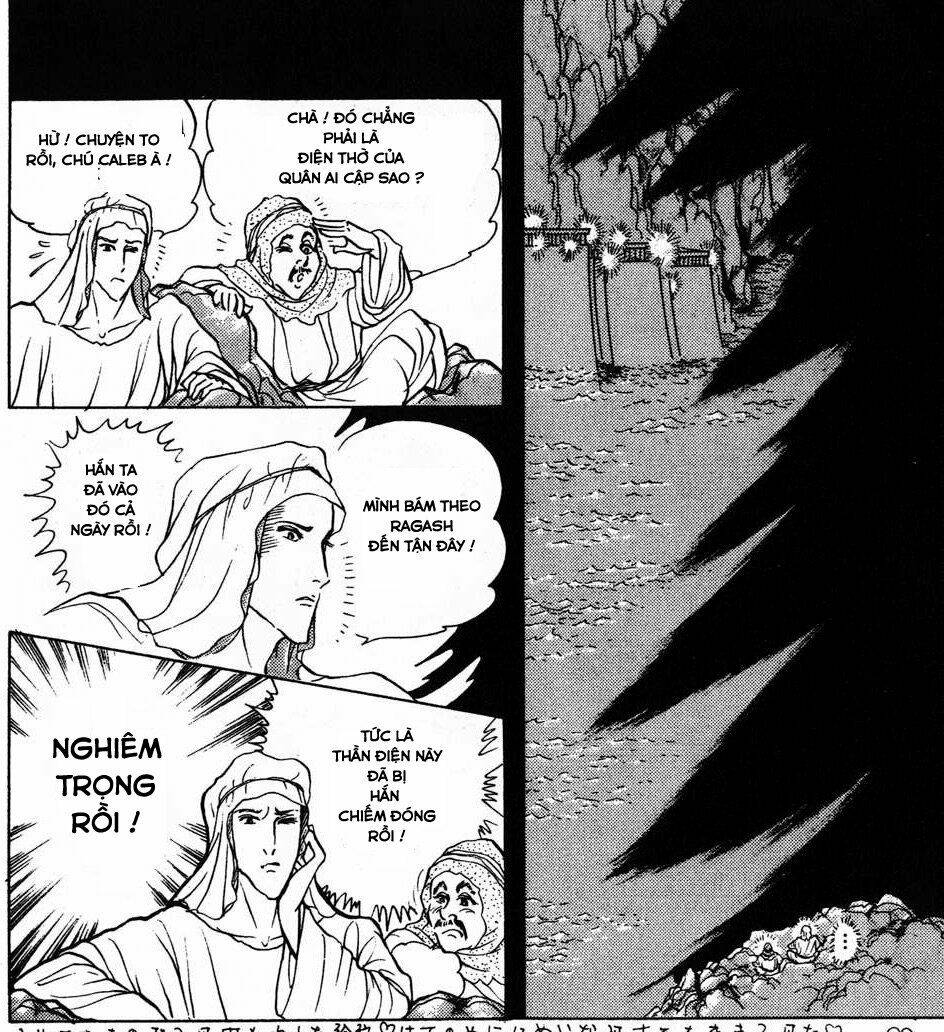 HỪ ! CHUYỆN TO
RỒI, CHÚ CALEB À !
CHÀ ! ĐÓ CHẲNG
PHẢI LÀ
ĐIỆN THỜ CỦA
QUÂN AI CẬP SAO ?
HẮN TA
ĐÃ VÀO
ĐÓ CẢ
NGÂY RỒI !
MÌNH BÁM THEO
RAGASH
ĐẾN TẬN ĐÂY !
NGHIÊM
TRỌNG
RỒI !
TỨC LÀ
THẦN ĐIỆN NÀY
ĐÃ BỊ
HẮN
CHIẾM ĐÓNG
RỒI !
...